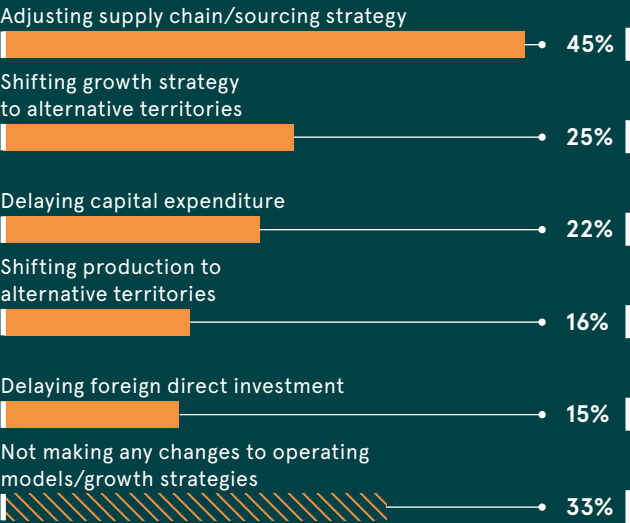 Adjusting supply chain/sourcing strategy
45%
Shifting growth strategy
to alternative territories
25%
Delaying capital expenditure
22%
Shifting production to
alternative territories
16%
Delaying foreign direct investment
15%
Not making any changes to operating
models/growth strategies
33%